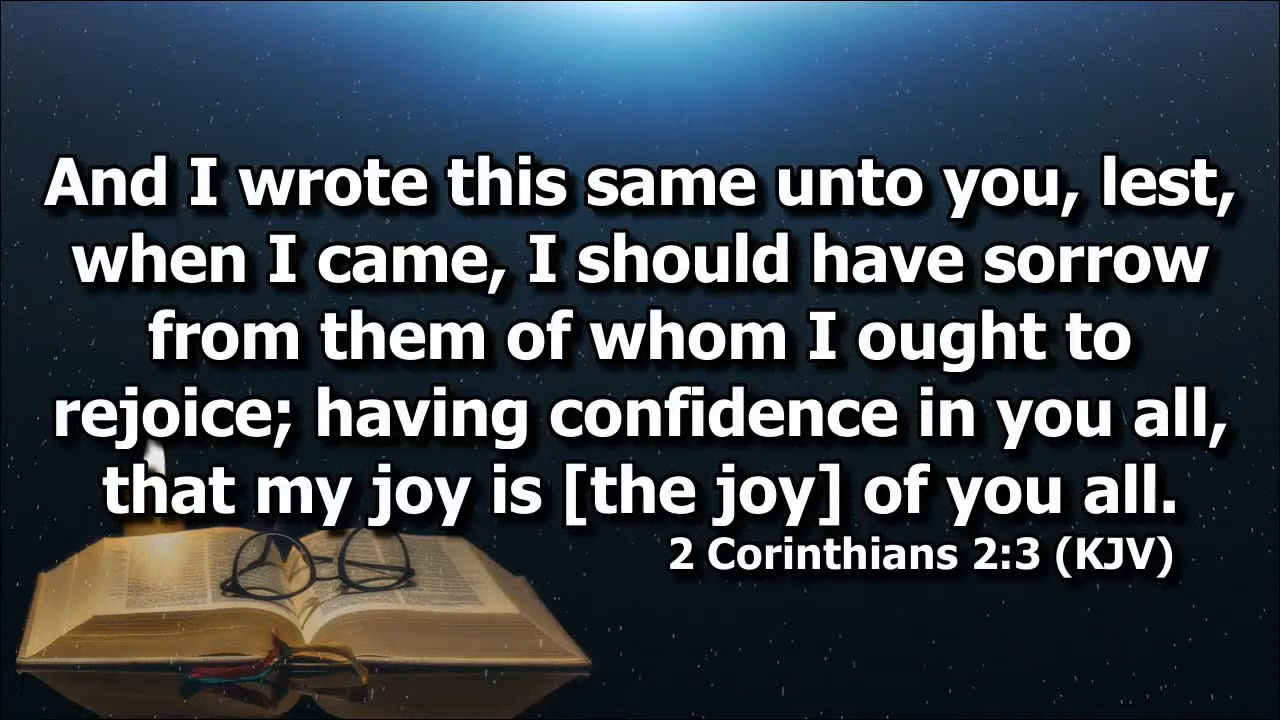 And I wrote this same unto you, lest,
when I came, I should have sorrow
from them of whom I ought to
rejoice; having confidence in you all,
that my joy is [the joy] of you all.
2 Corinthians 2:3 (KJV)